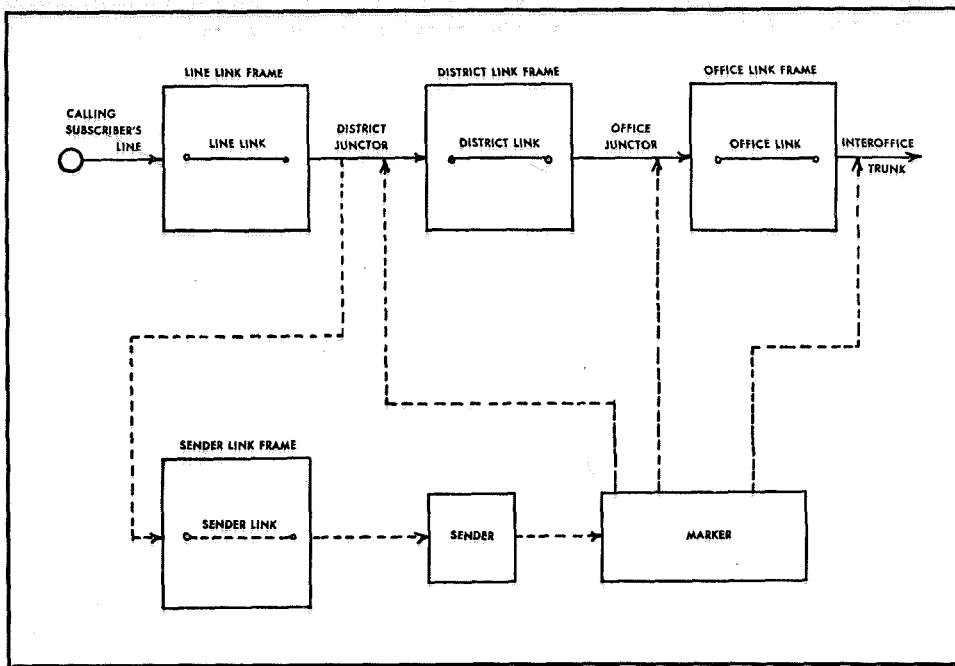 LINE LINK FRAME
DISTRICT LINK FRAME
OFFICE LINK FRAME
CALLING
SUBSCRIBER'S
LINE
LINE LINK
DISTRICT
JUNCTOR
DISTRICT LINK
OFFICE
JUNCTOR
OFFICE LINK
INTEROFFICE
TRUNK
SENDER LINK FRAME
SENDER LINK
SENDER
MARKER